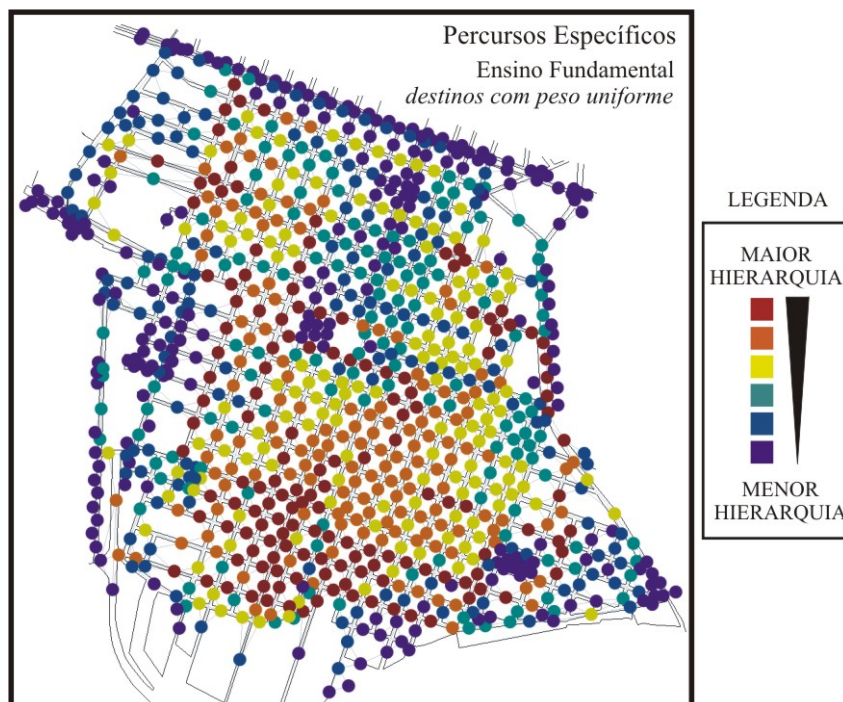 Percursos Específicos
Ensino Fundamental
destinos com peso uniforme
LEGENDA
MAIOR
HIERARQUIA
MENOR
HIERARQUIA